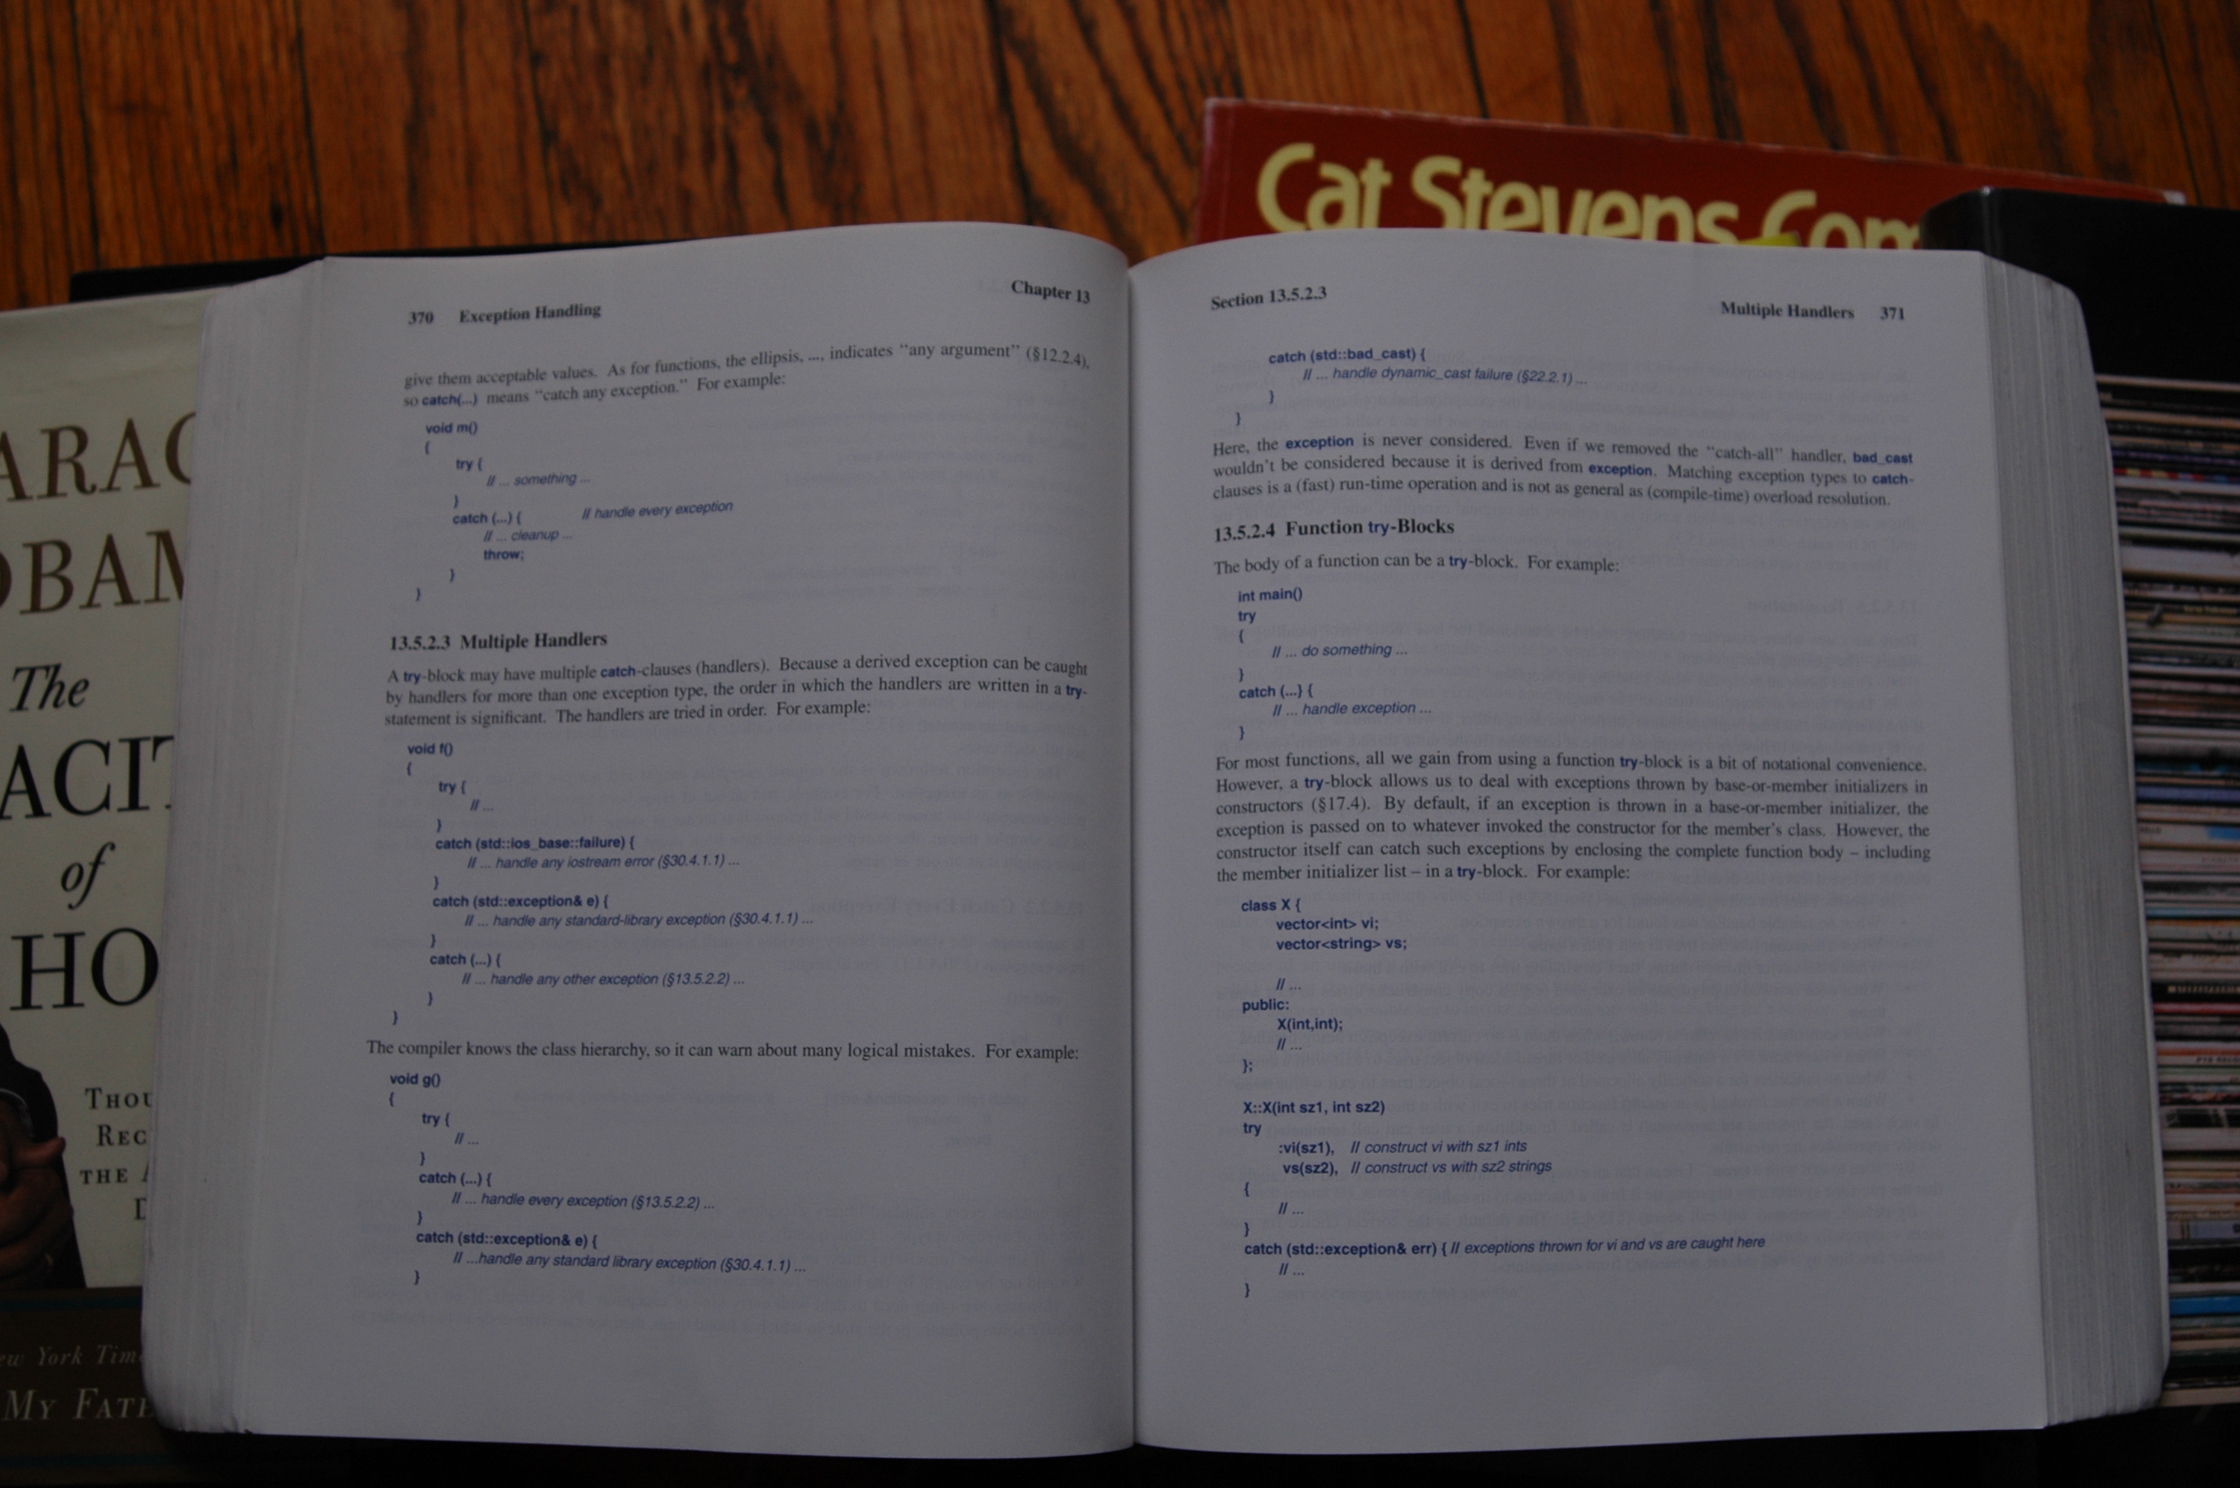 370 Exception Handling Chapter 13
give them acceptable values. As for functions, the ellipsis, ..., indicates “any argument” (§12.2.4),
so catch(...) means “catch any exception.” For example:
void m()
{
try {
// ... something ...
}
catch (...) { // handle every exception
// ... cleanup ...
throw;
}
}
13.5.2.3 Multiple Handlers
A try-block may have multiple catch-clauses (handlers). Because a derived exception can be caught
by handlers for more than one exception type, the order in which the handlers are written in a try-
statement is significant. The handlers are tried in order. For example:
void f()
{
try {
// ...
}
catch (std::ios_base::failure) {
// ... handle any iostream error (§30.4.1.1) ...
}
catch (std::exception& e) {
// ... handle any standard-library exception (§30.4.1.1) ...
}
catch (...) {
// ... handle any other exception (§13.5.2.2) ...
}
}
The compiler knows the class hierarchy, so it can warn about many logical mistakes. For example:
void g()
{
try {
// ...
}
catch (...) {
// ... handle every exception (§13.5.2.2) ...
}
catch (std::exception& e) {
// ...handle any standard library exception (§30.4.1.1) ...
}
Section 13.5.2.3 Multiple Handlers 371
catch (std::bad_cast) {
// ... handle dynamic_cast failure (§22.2.1) ...
}
}
Here, the exception is never considered. Even if we removed the “catch-all” handler, bad_cast
wouldn’t be considered because it is derived from exception. Matching exception types to catch-
clauses is a (fast) run-time operation and is not as general as (compile-time) overload resolution.
13.5.2.4 Function try-Blocks
The body of a function can be a try-block. For example:
int main()
try
{
// ... do something ...
}
catch (...) {
// ... handle exception ...
}
For most functions, all we gain from using a function try-block is a bit of notational convenience.
However, a try-block allows us to deal with exceptions thrown by base-or-member initializers in
constructors (§17.4). By default, if an exception is thrown in a base-or-member initializer, the
exception is passed on to whatever invoked the constructor for the member’s class. However, the
constructor itself can catch such exceptions by enclosing the complete function body – including
the member initializer list – in a try-block. For example:
class X {
vector<int> vi;
vector<string> vs;
// ...
public:
X(int,int);
// ...
};
X::X(int sz1, int sz2)
try
:vi(sz1), // construct vi with sz1 ints
vs(sz2), // construct vs with sz2 strings
{
// ...
}
catch (std::exception& err) { // exceptions thrown for vi and vs are caught here
// ...
}
Cat Stevens
ARAC
OBAM
The
ACIT
of
HO
THOU
REC
THE
York Tim
MY FATH